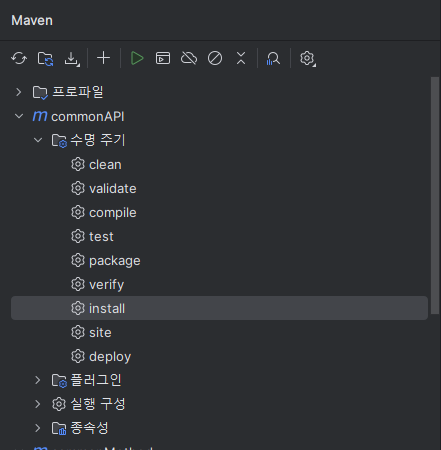 Maven
프로파일
commonAPI
수명 주기
clean
validate
compile
test
package
verify
install
site
deploy
플러그인
실행 구성
종속성